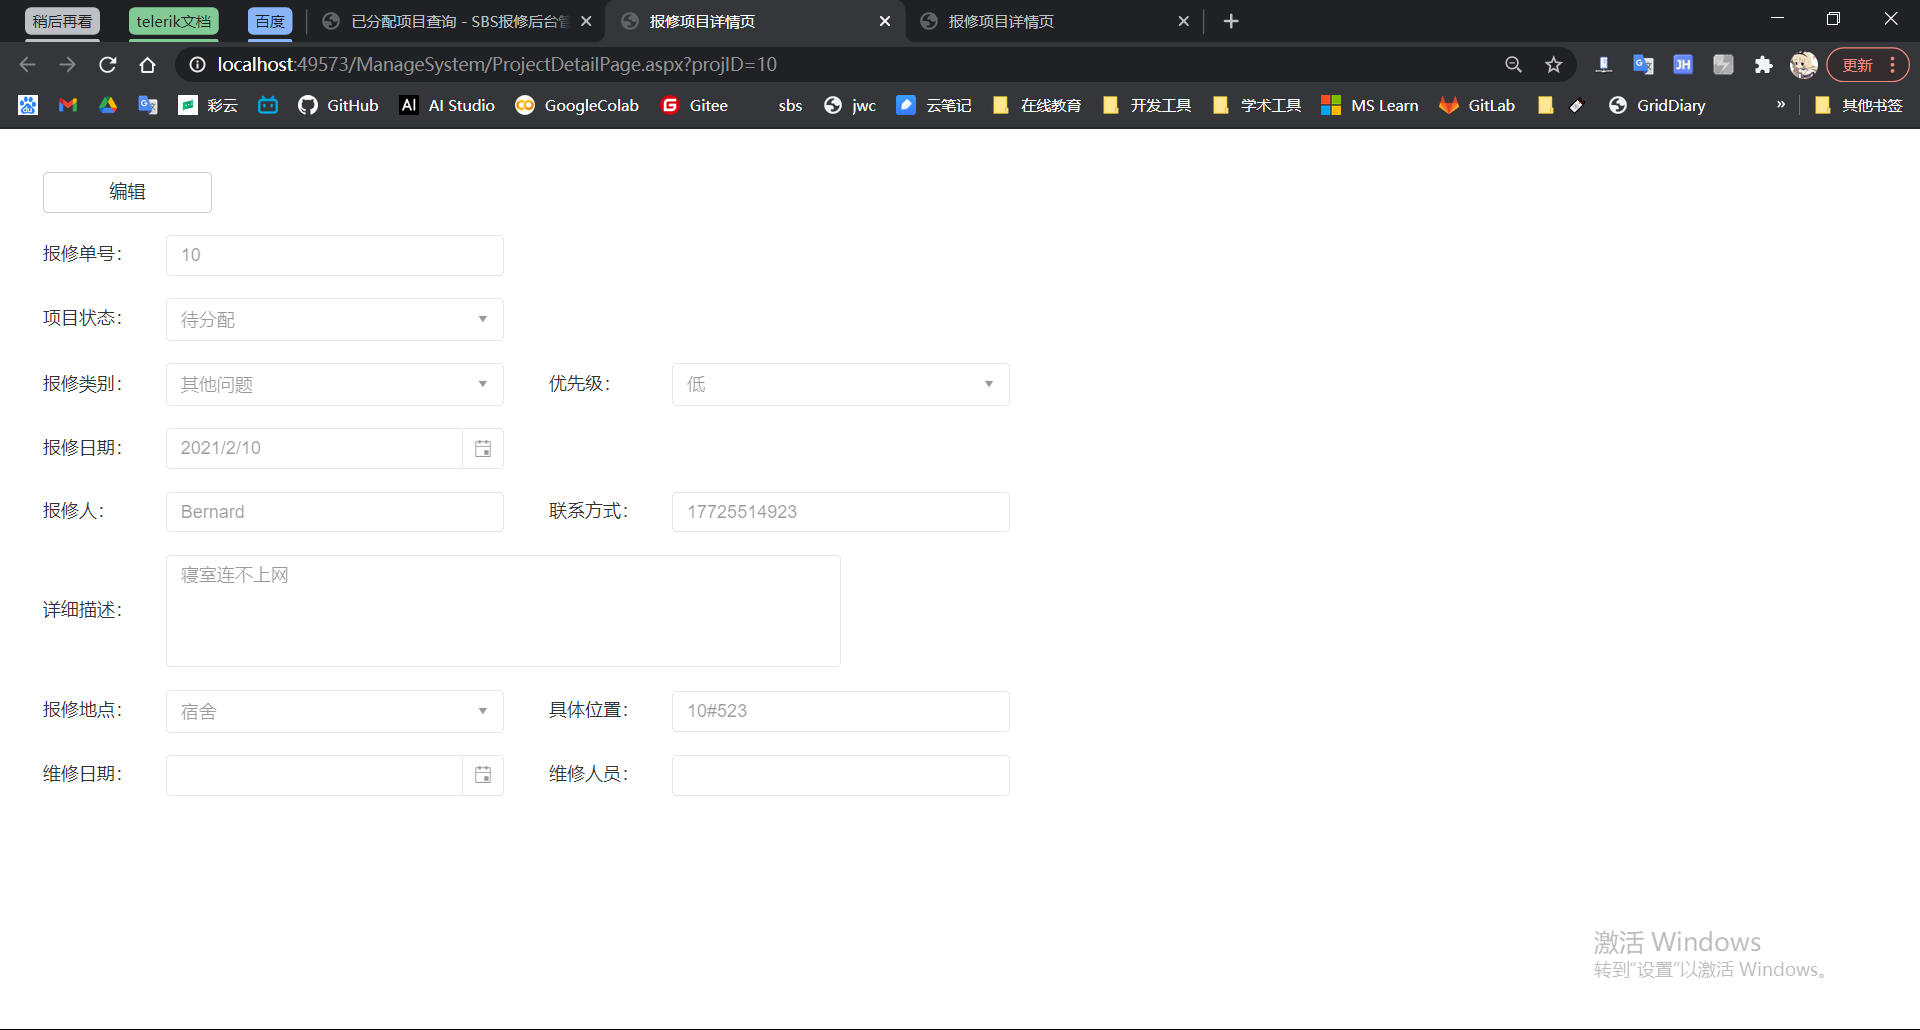 稍后再看 telerik文档 百度 已分配项目查询 - SBS报修后台管 报修项目详情页 报修项目详情页
localhost:49573/ManageSystem/ProjectDetailPage.aspx?projID=10 JH 更新
彩云 GitHub AI AI Studio GoogleColab G Gitee sbs jwc 云笔记 在线教育 开发工具 学术工具 MS Learn GitLab GridDiary » 其他书签
编辑
报修单号： 10
项目状态： 待分配
报修类别： 其他问题 优先级： 低
报修日期： 2021/2/10
报修人： Bernard 联系方式： 17725514923
详细描述： 寝室连不上网
报修地点： 宿舍 具体位置： 10#523
维修日期： 维修人员：
激活 Windows
转到“设置”以激活 Windows。